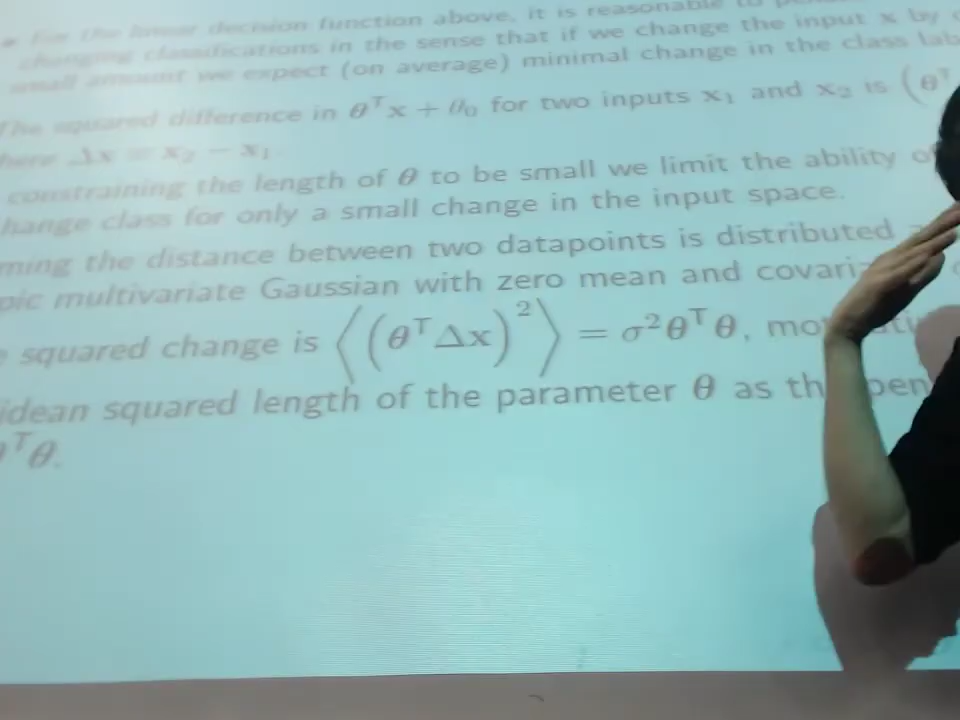 For the linear decision function above, it is reasonable to
changing classifications in the sense that if we change the input x by
small amount we expect (on average) minimal change in the class lab
The squared difference in θᵀx + θ₀ for two inputs x₁ and x₂ is (θᵀ
here Δx = x₂ − x₁
constraining the length of θ to be small we limit the ability o
hange class for only a small change in the input space.
ming the distance between two datapoints is distributed
pic multivariate Gaussian with zero mean and covari
squared change is ⟨(θᵀΔx)²⟩ = σ²θᵀθ, mo
idean squared length of the parameter θ as th pen
θᵀθ.